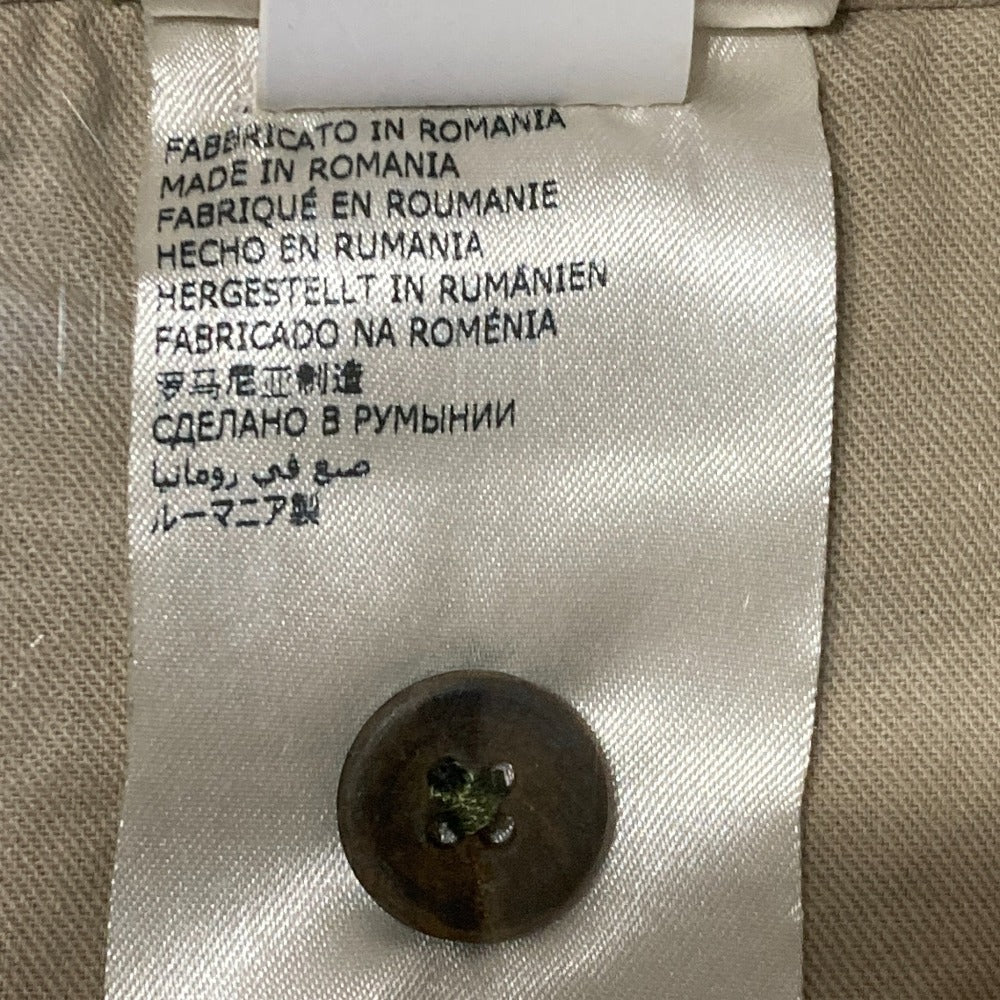 FABBRICATO IN ROMANIA
MADE IN ROMANIA
FABRIQUÉ EN ROUMANIE
HECHO EN RUMANIA
HERGESTELLT IN RUMÄNIEN
FABRICADO NA ROMÉNIA
罗马尼亚制造
СДЕЛАНО В РУМЫНИИ
صنع في رومانيا
ルーマニア製